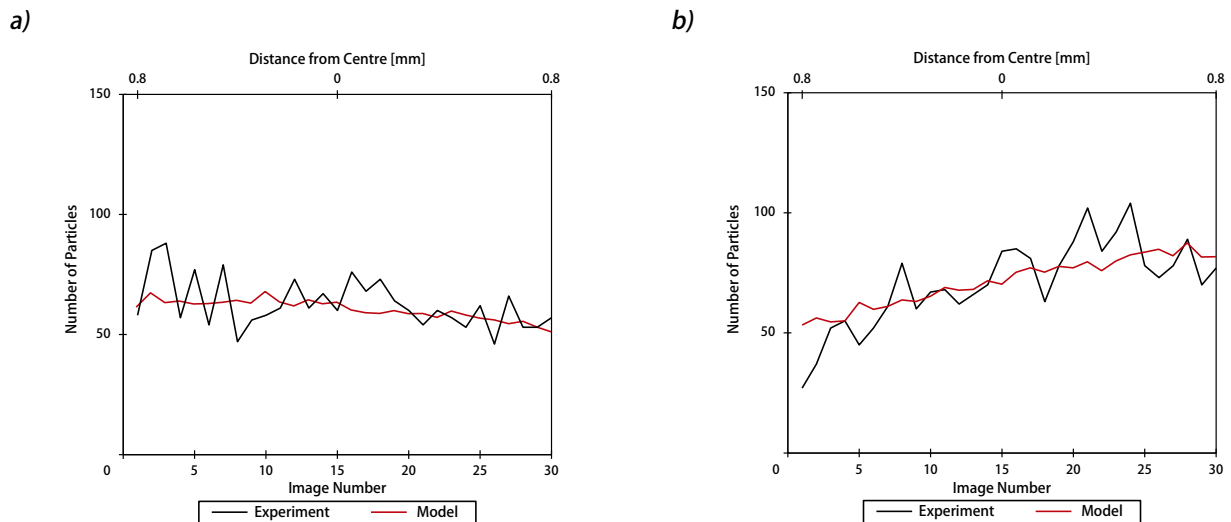 a)
Distance from Centre [mm]
0.8 0 0.8
150
100
50
0
Number of Particles
5 10 15 20 25 30
Image Number
Experiment Model
b)
Distance from Centre [mm]
0.8 0 0.8
150
100
50
0
Number of Particles
5 10 15 20 25 30
Image Number
Experiment Model